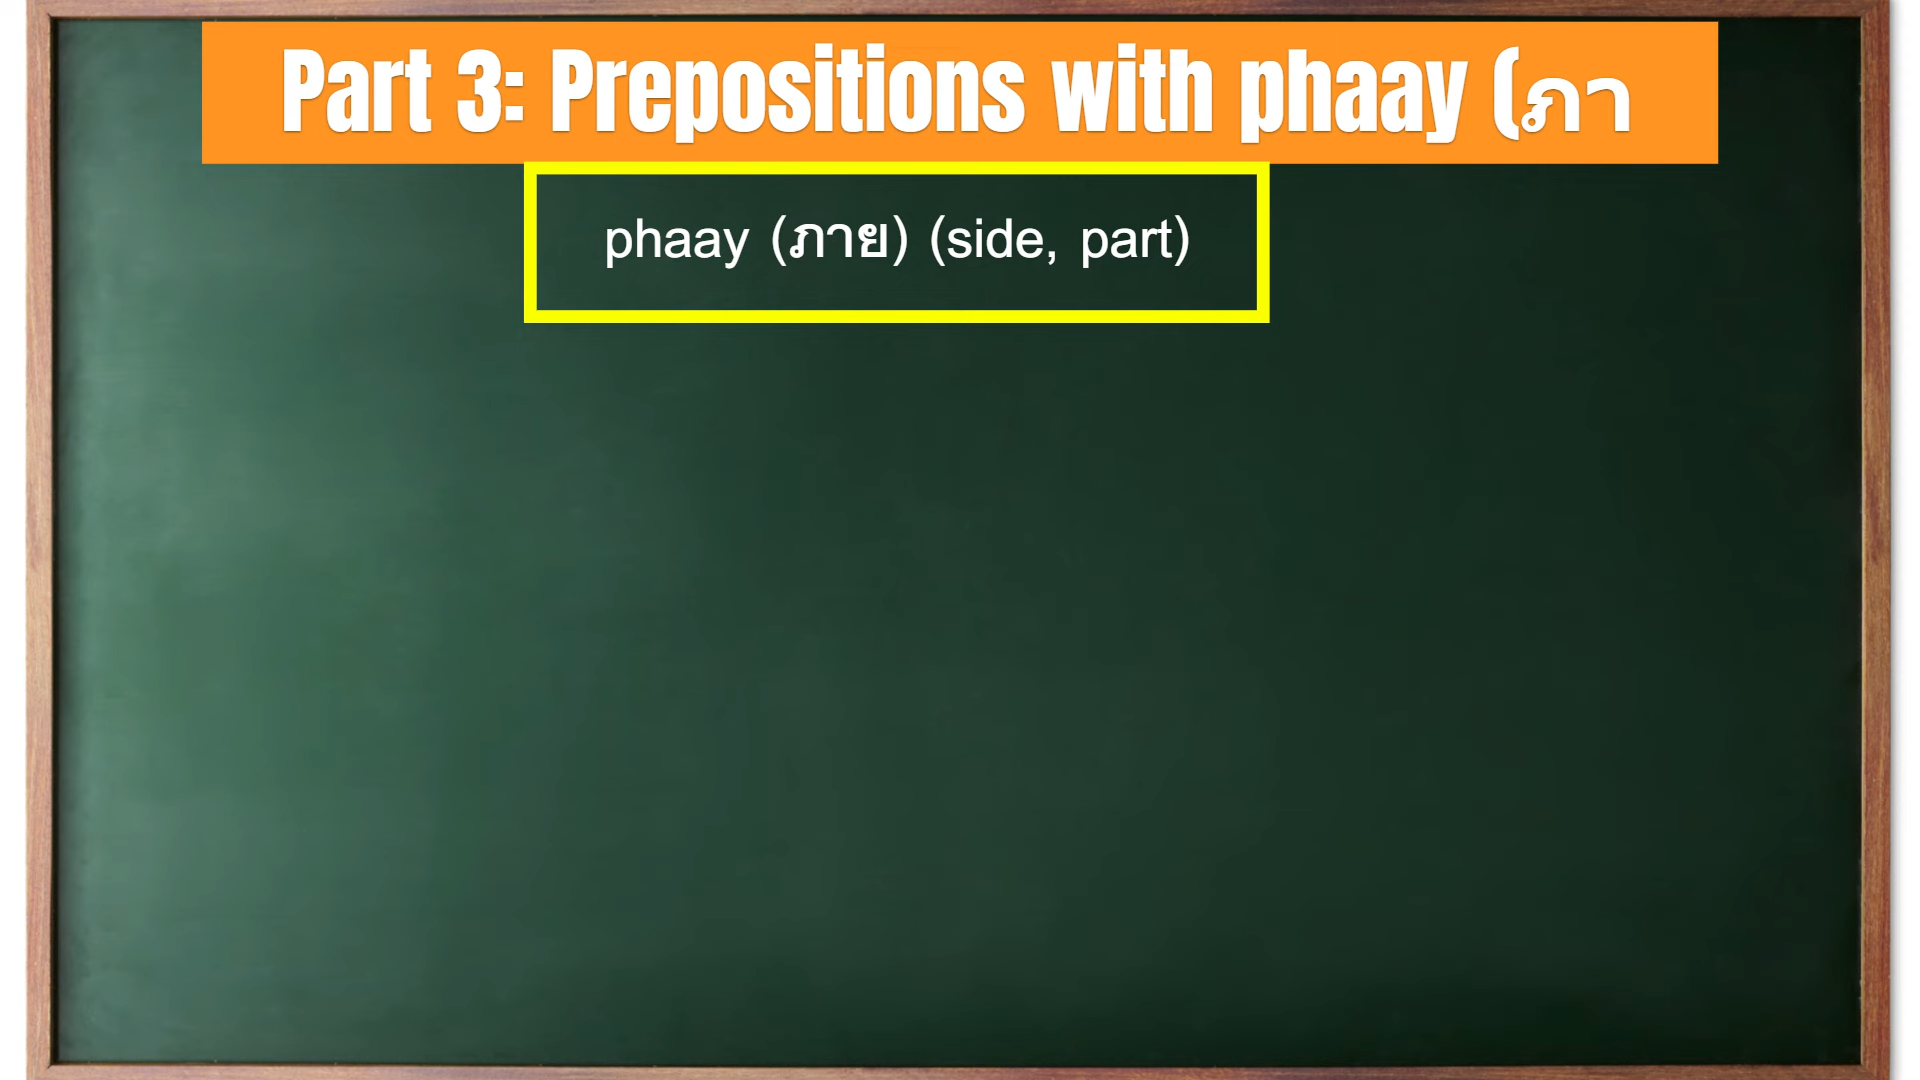 Part 3: Prepositions with phaay (ภา
phaay (ภาย) (side, part)